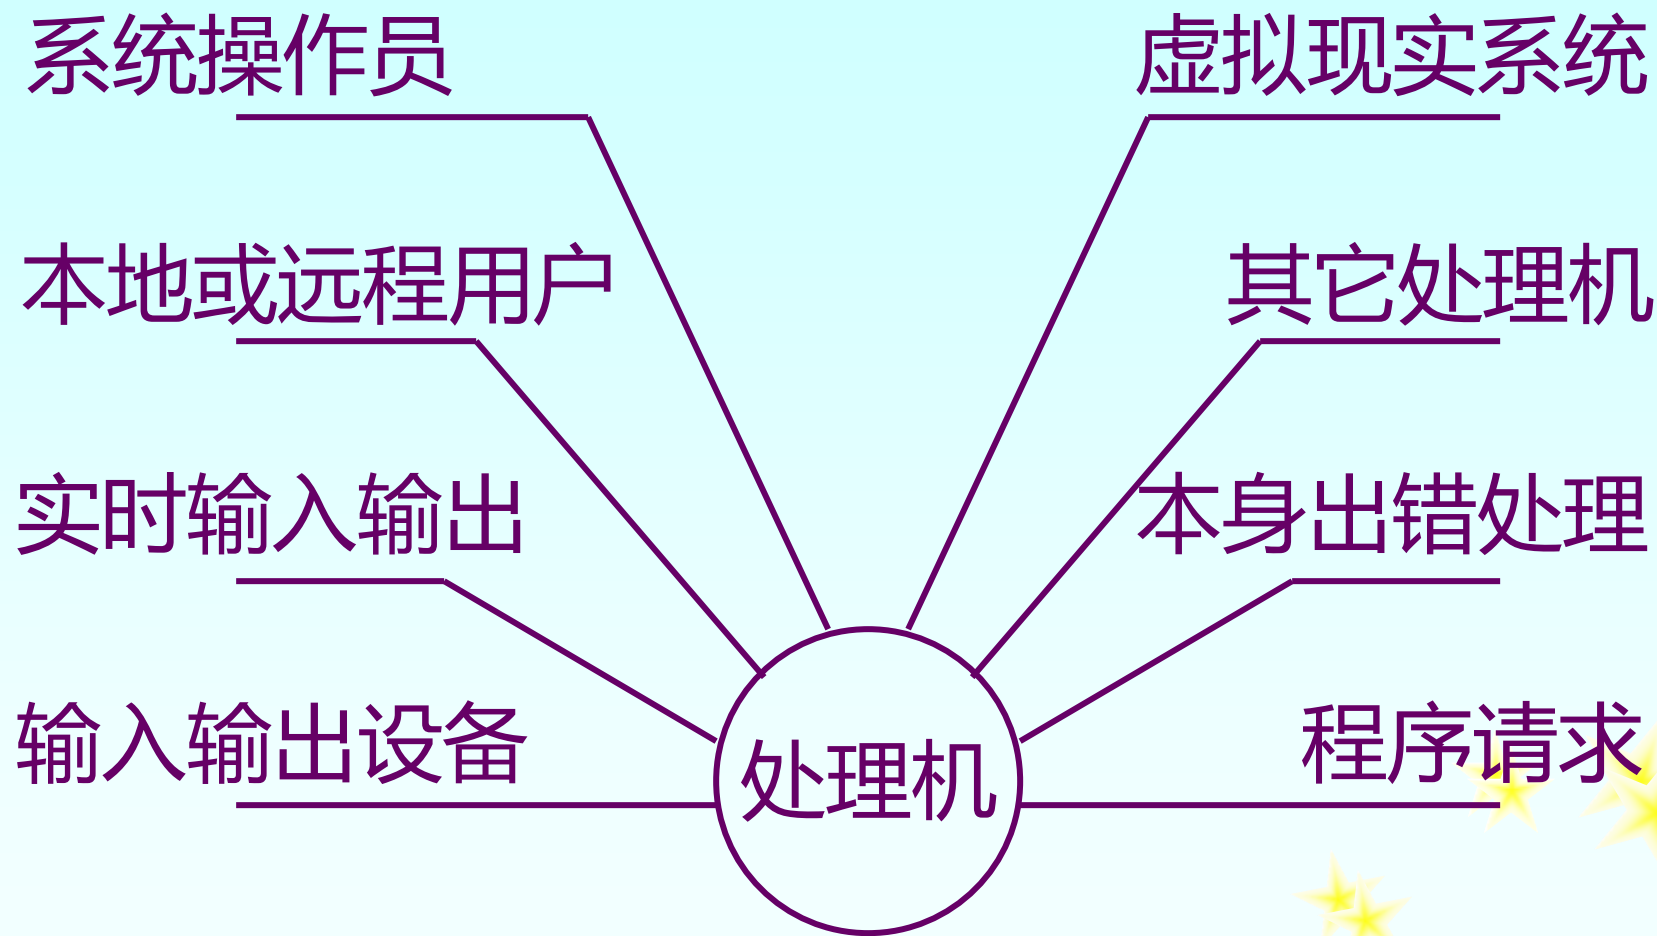 系统操作员
虚拟现实系统
本地或远程用户
其它处理机
实时输入输出
本身出错处理
输入输出设备
程序请求
处理机